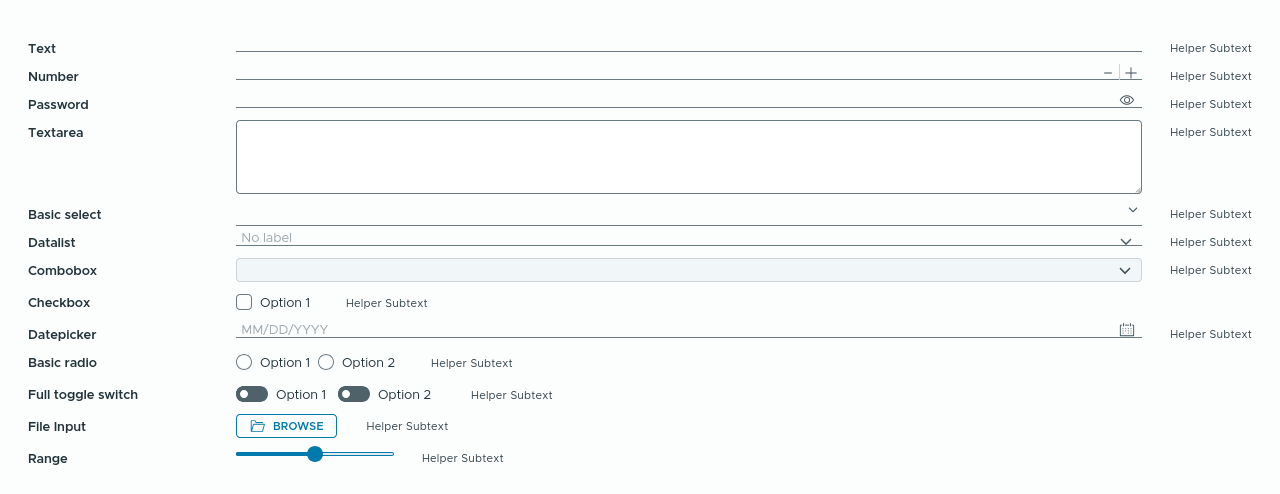 Text Helper Subtext
Number Helper Subtext
Password Helper Subtext
Textarea Helper Subtext
Basic select Helper Subtext
Datalist No label Helper Subtext
Combobox Helper Subtext
Checkbox Option 1 Helper Subtext
Datepicker MM/DD/YYYY Helper Subtext
Basic radio Option 1 Option 2 Helper Subtext
Full toggle switch Option 1 Option 2 Helper Subtext
File Input BROWSE Helper Subtext
Range Helper Subtext